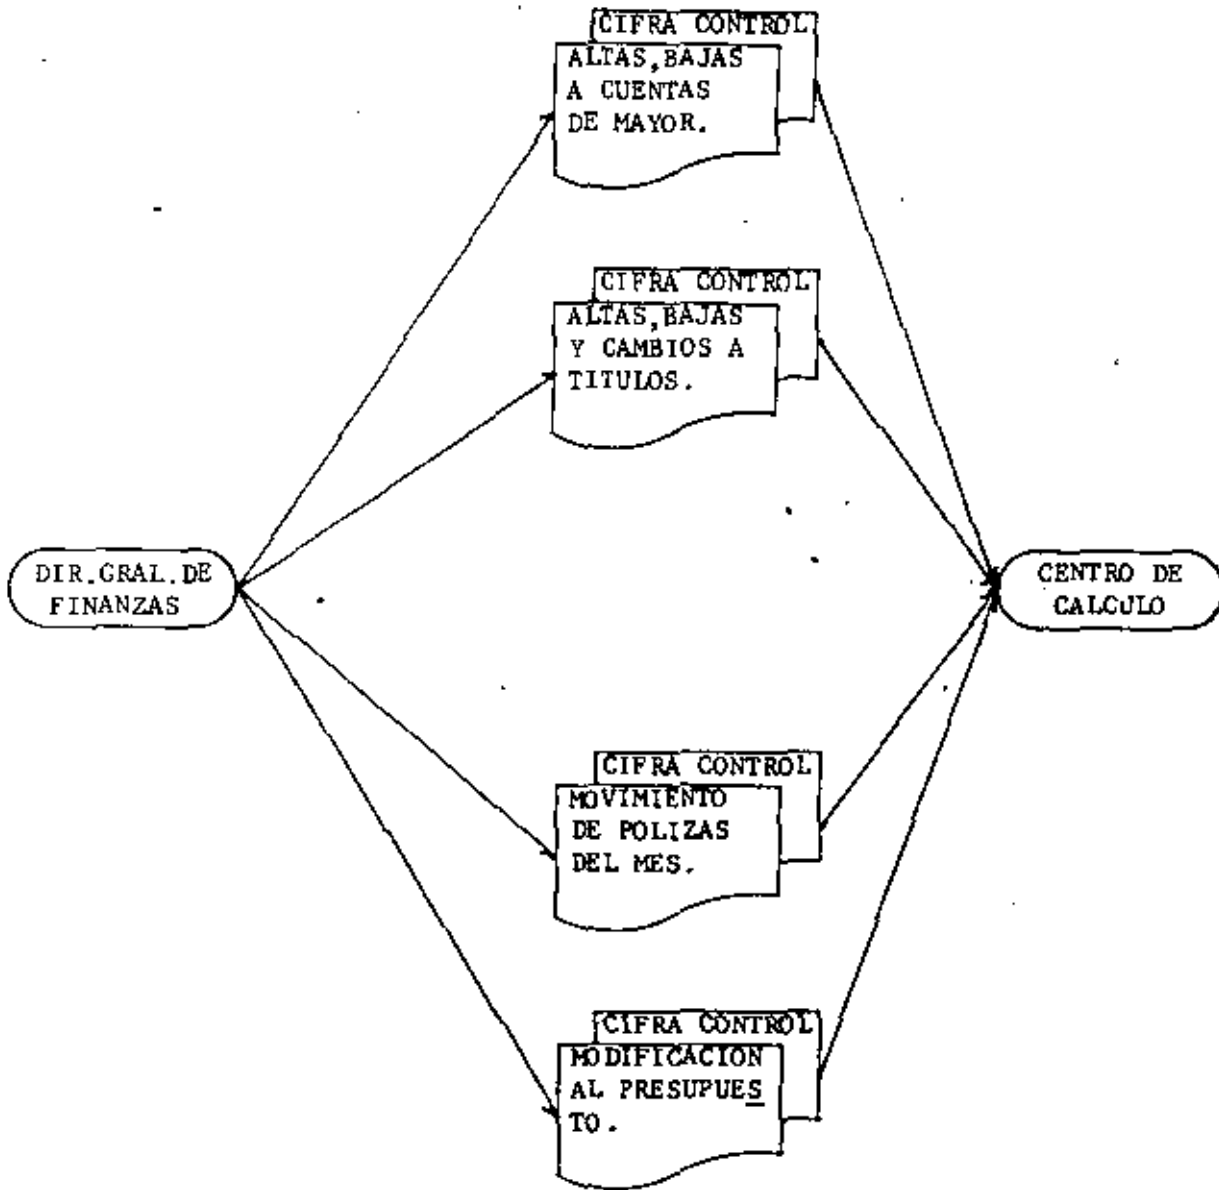 CIFRA CONTROL
ALTAS,BAJAS
A CUENTAS
DE MAYOR.
CIFRA CONTROL
ALTAS,BAJAS
Y CAMBIOS A
TITULOS.
DIR.GRAL.DE
FINANZAS
CENTRO DE
CALCULO
CIFRA CONTROL
MOVIMIENTO
DE POLIZAS
DEL MES.
CIFRA CONTROL
MODIFICACION
AL PRESUPUES
TO.